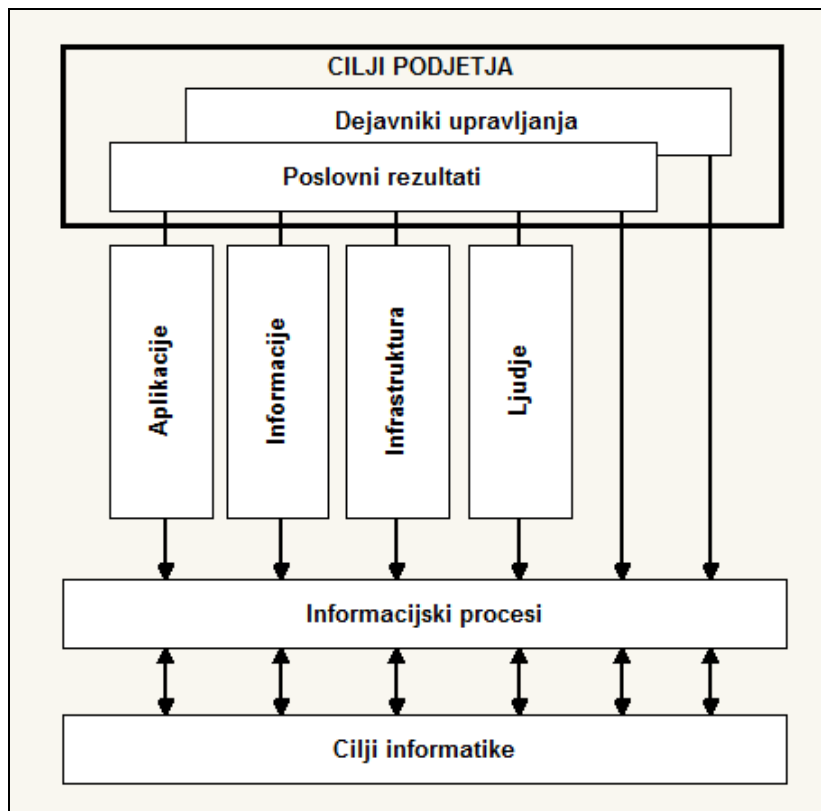 CILJI PODJETJA
Dejavniki upravljanja
Poslovni rezultati
Aplikacije
Informacije
Infrastruktura
Ljudje
Informacijski procesi
Cilji informatike